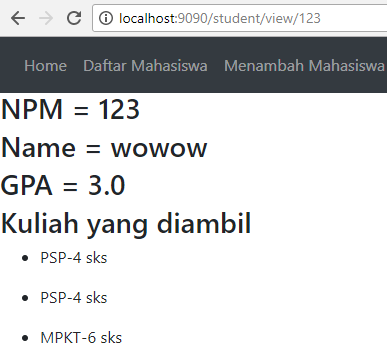 localhost:9090/student/view/123
Home Daftar Mahasiswa Menambah Mahasiswa
NPM = 123
Name = wowow
GPA = 3.0
Kuliah yang diambil
PSP-4 sks
PSP-4 sks
MPKT-6 sks